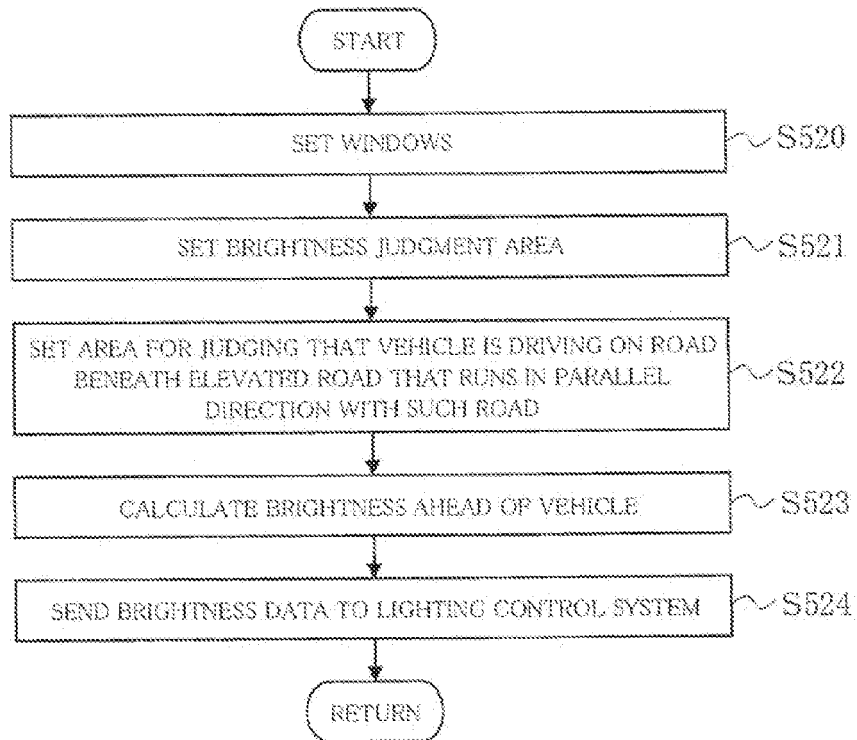 START
SET WINDOWS
S520
SET BRIGHTNESS JUDGMENT AREA
S521
SET AREA FOR JUDGING THAT VEHICLE IS DRIVING ON ROAD
BENEATH ELEVATED ROAD THAT RUNS IN PARALLEL
DIRECTION WITH SUCH ROAD
S522
CALCULATE BRIGHTNESS AHEAD OF VEHICLE
S523
SEND BRIGHTNESS DATA TO LIGHTING CONTROL SYSTEM
S524
RETURN